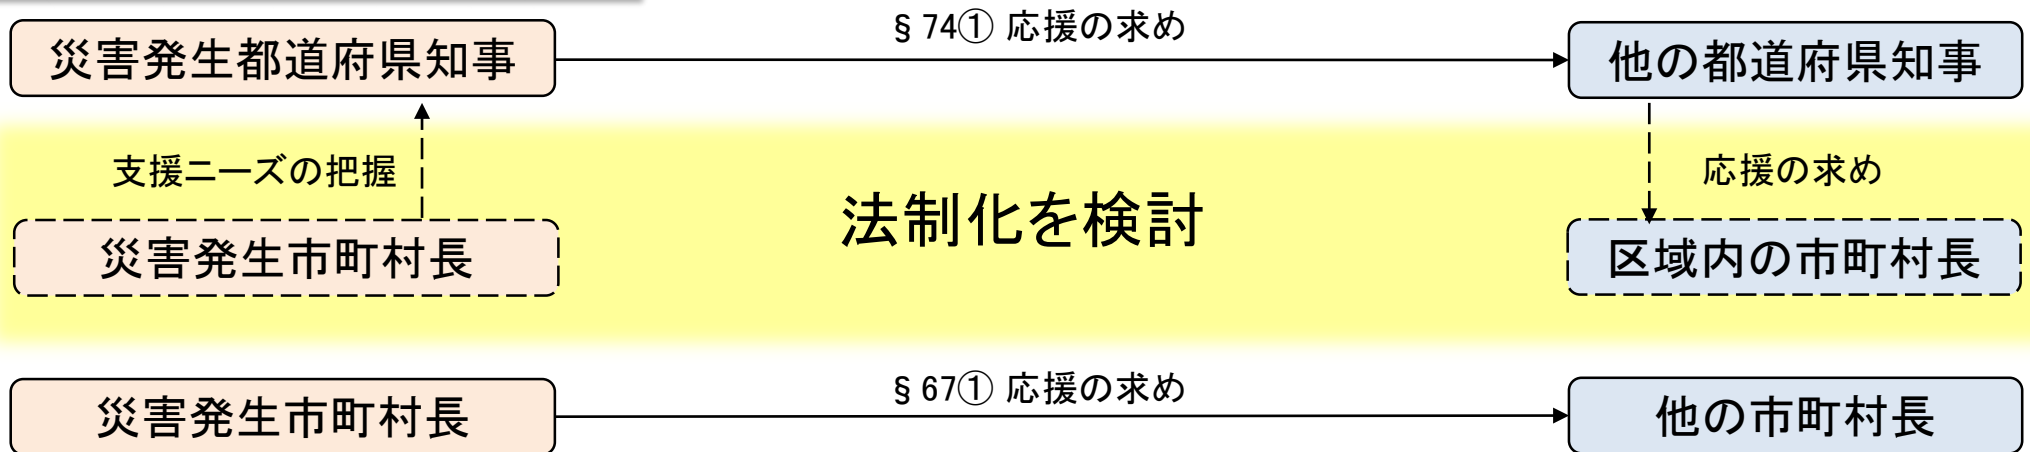 §74① 応援の求め
災害発生都道府県知事
他の都道府県知事
支援ニーズの把握
応援の求め
法制化を検討
災害発生市町村長
区域内の市町村長
§67① 応援の求め
災害発生市町村長
他の市町村長